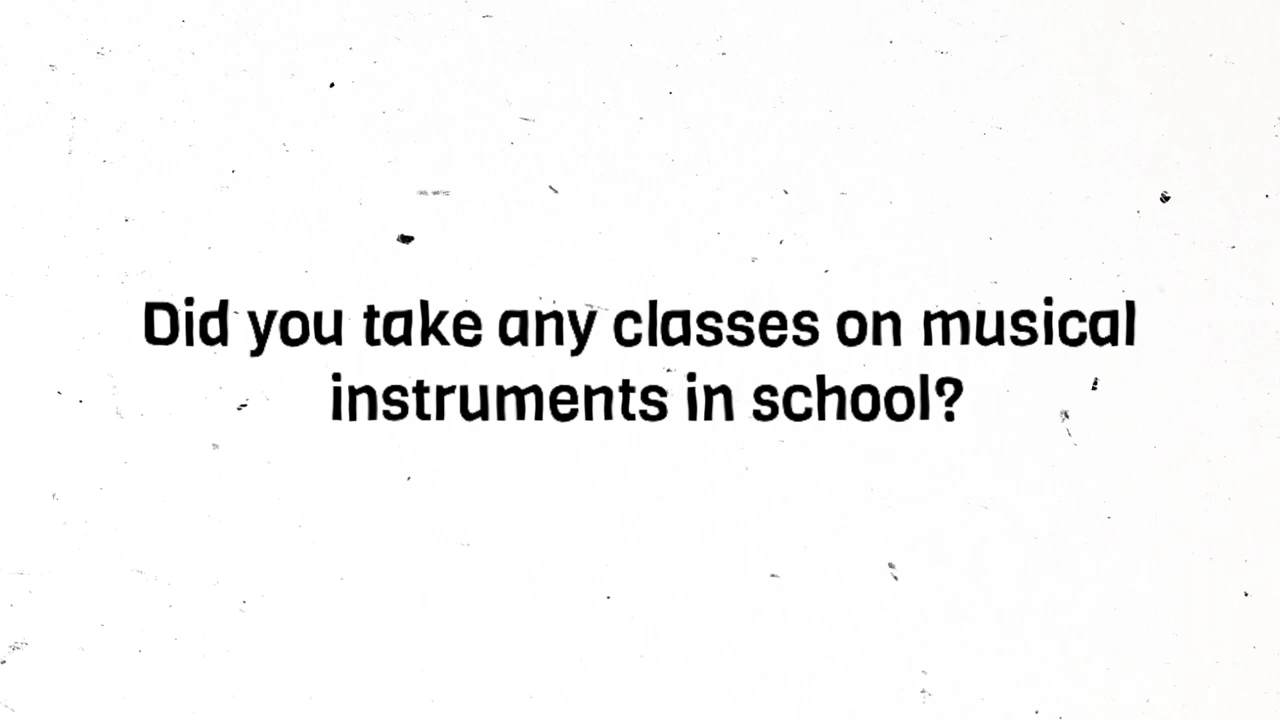 Did you take any classes on musical
instruments in school?